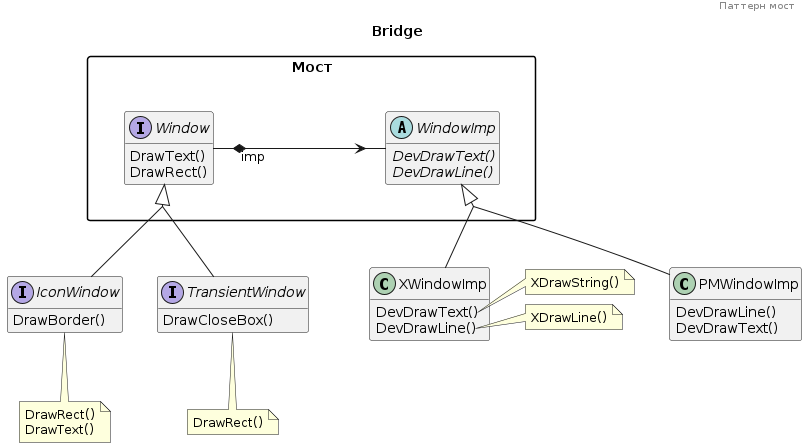 Паттерн мост
Bridge
Мост
I Window
DrawText()
DrawRect()
imp
A WindowImp
DevDrawText()
DevDrawLine()
I IconWindow
DrawBorder()
I TransientWindow
DrawCloseBox()
C XWindowImp
DevDrawText()
DevDrawLine()
XDrawString()
XDrawLine()
C PMWindowImp
DevDrawLine()
DevDrawText()
DrawRect()
DrawText()
DrawRect()